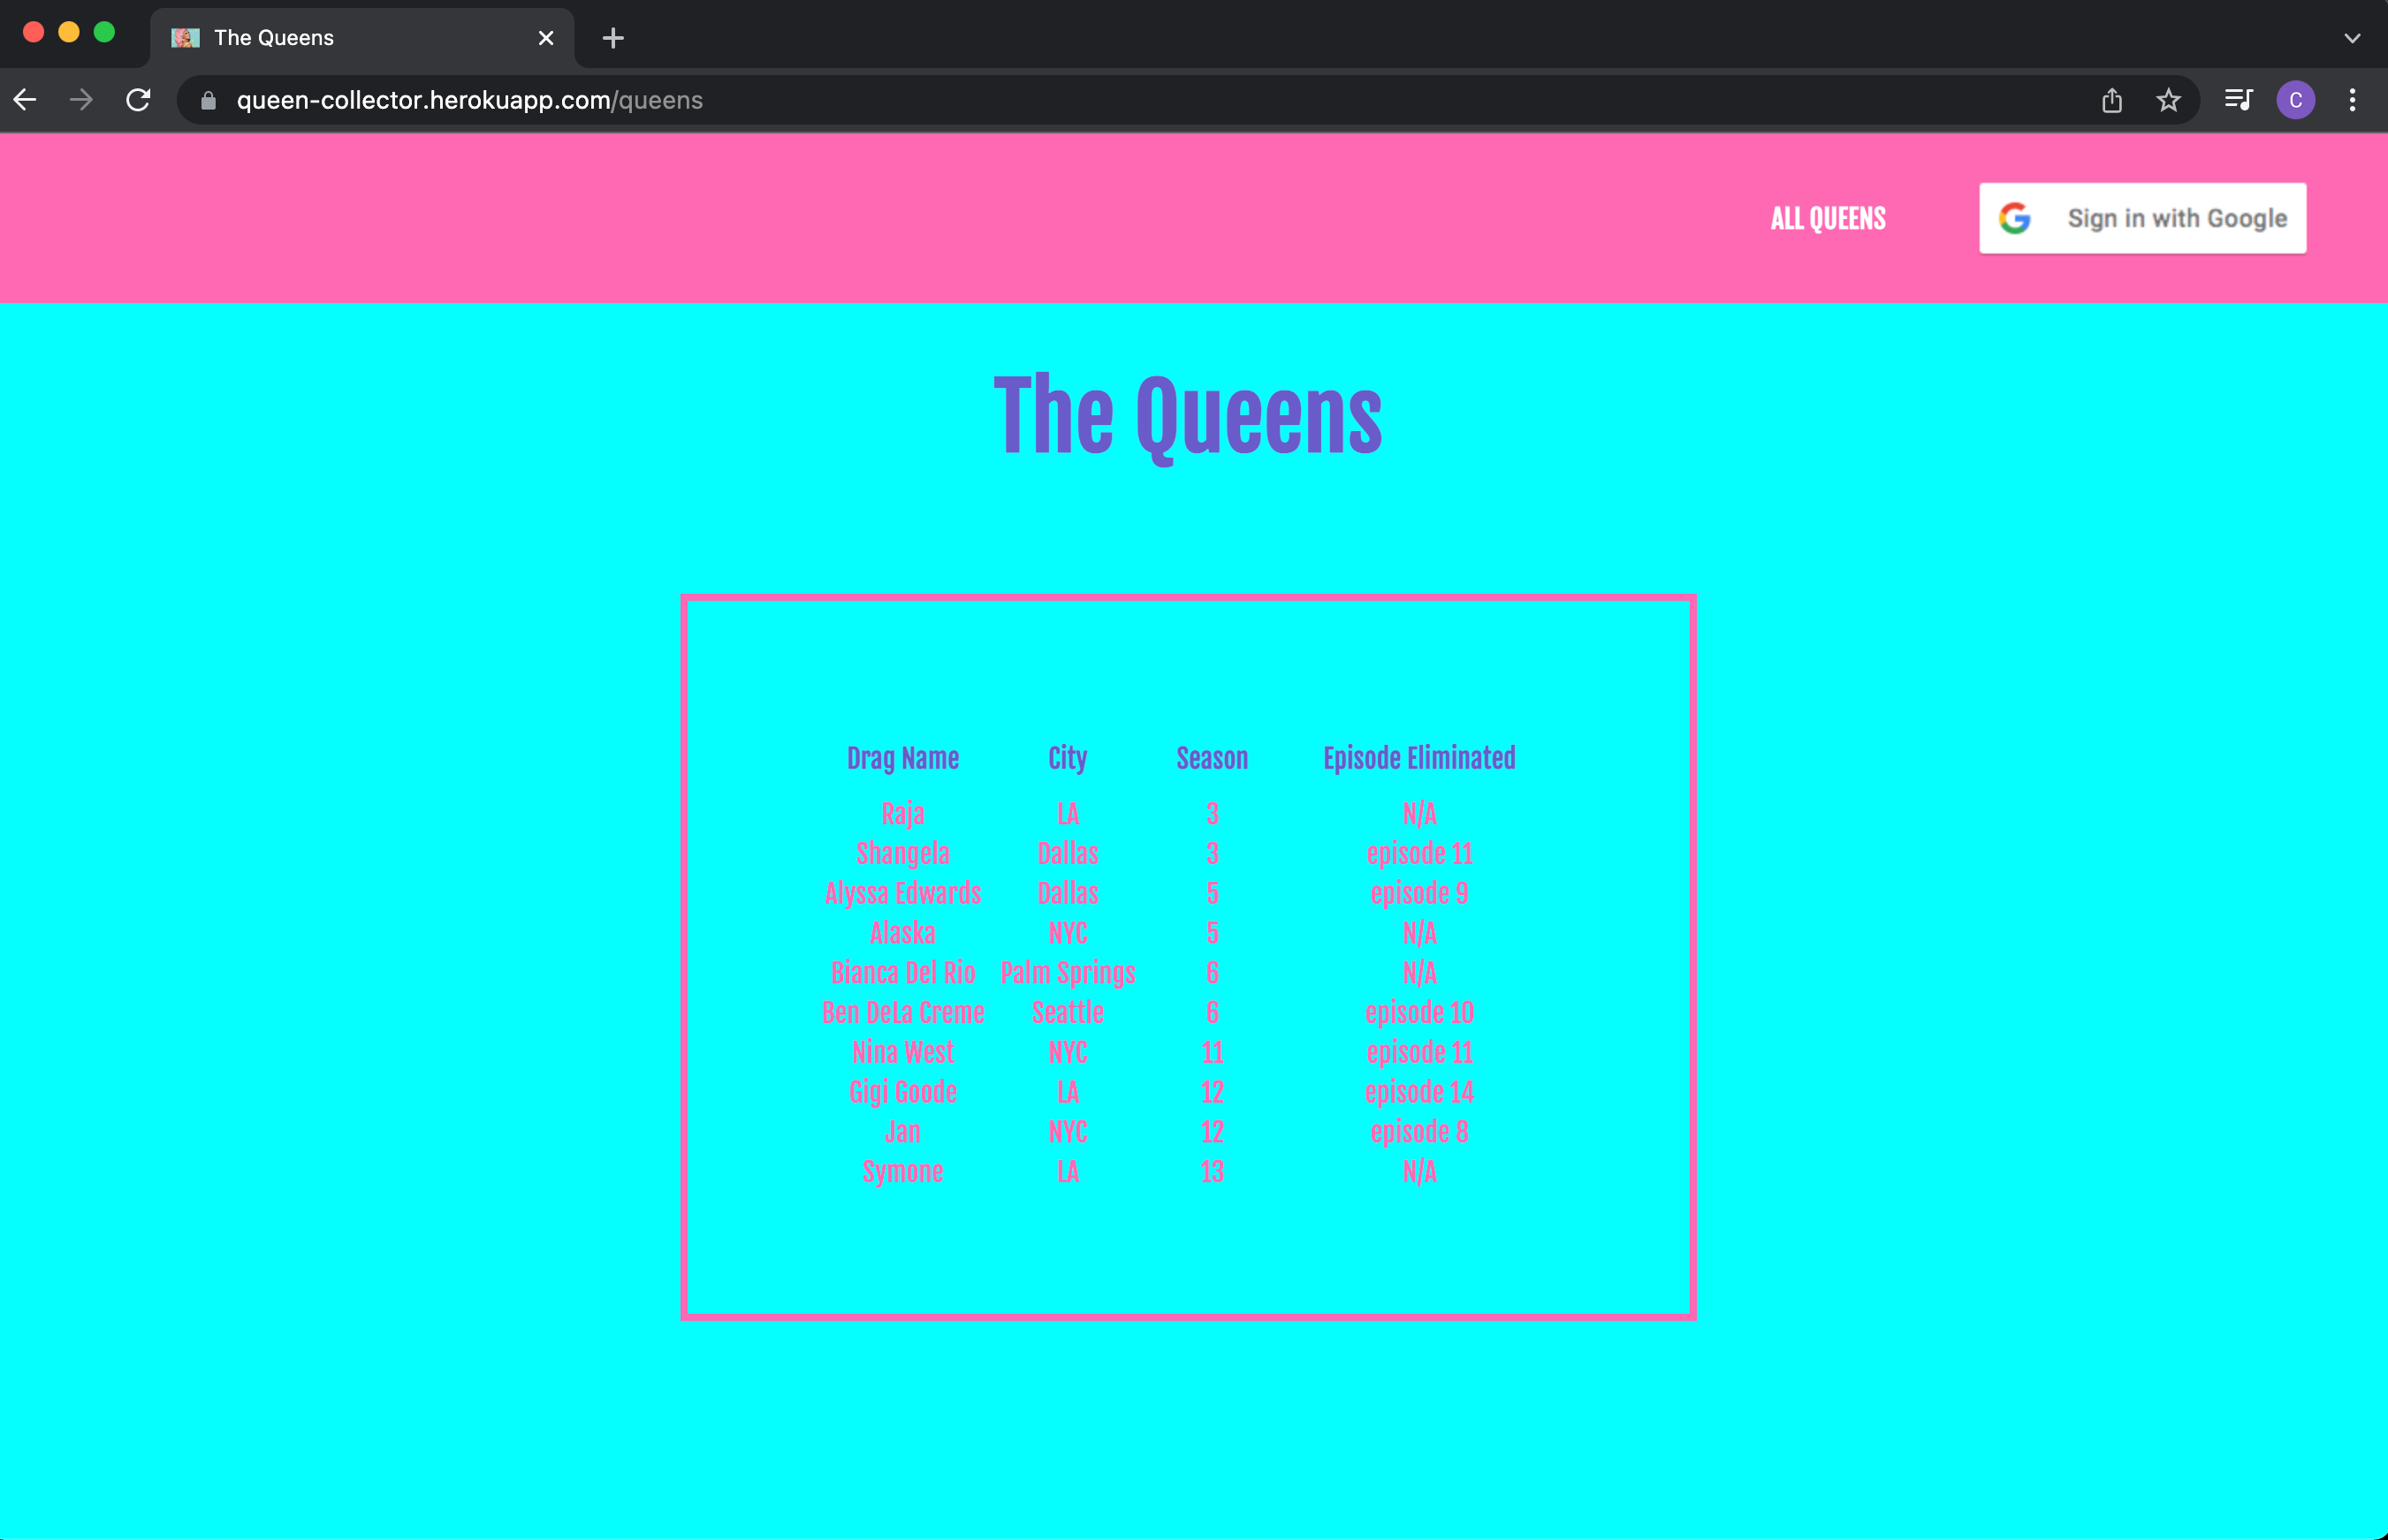 The Queens
queen-collector.herokuapp.com/queens
C
ALL QUEENS
Sign in with Google
The Queens
Drag Name City Season Episode Eliminated
Raja LA 3 N/A
Shangela Dallas 3 episode 11
Alyssa Edwards Dallas 5 episode 9
Alaska NYC 5 N/A
Bianca Del Rio Palm Springs 6 N/A
Ben DeLa Creme Seattle 6 episode 10
Nina West NYC 11 episode 11
Gigi Goode LA 12 episode 14
Jan NYC 12 episode 8
Symone LA 13 N/A